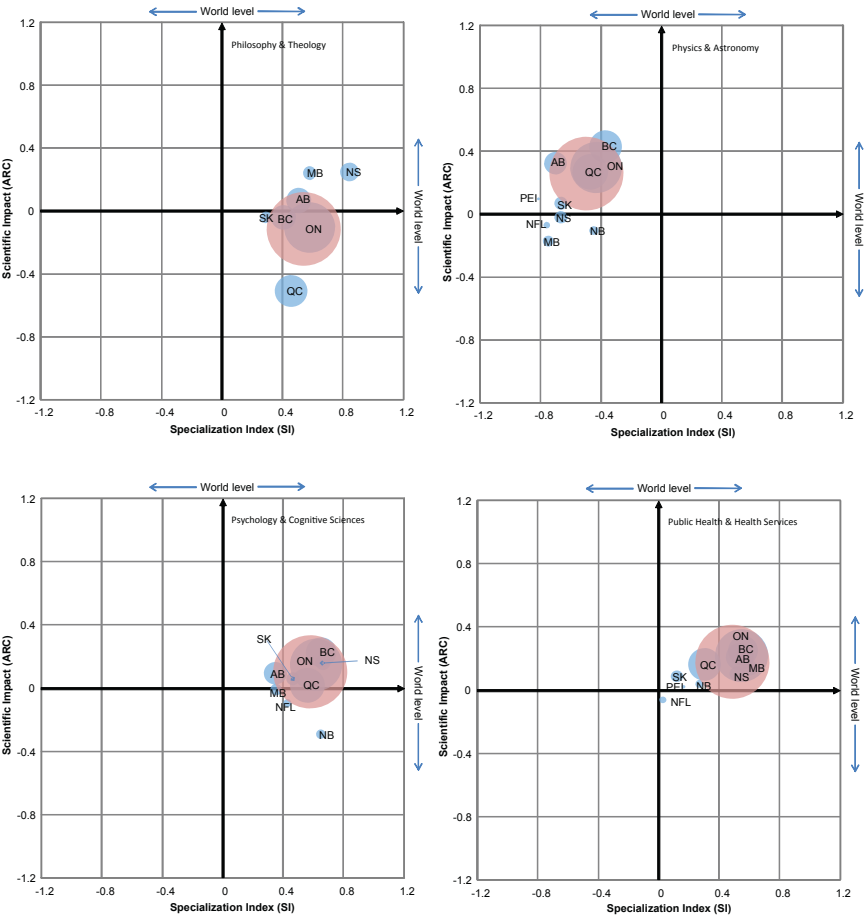 World level
Philosophy & Theology
Scientific Impact (ARC)
1.2
0.8
0.4
0
-0.4
-0.8
-1.2
MB
NS
AB
SK
BC
ON
QC
World level
-1.2
-0.8
-0.4
0
0.4
0.8
1.2
Specialization Index (SI)
World level
Physics & Astronomy
Scientific Impact (ARC)
1.2
0.8
0.4
0
-0.4
-0.8
-1.2
BC
AB
ON
QC
PEI
SK
NS
NFL
NB
MB
World level
-1.2
-0.8
-0.4
0
0.4
0.8
1.2
Specialization Index (SI)
World level
Psychology & Cognitive Sciences
Scientific Impact (ARC)
1.2
0.8
0.4
0
-0.4
-0.8
-1.2
SK
BC
ON
NS
AB
QC
MB
NFL
NB
World level
-1.2
-0.8
-0.4
0
0.4
0.8
1.2
Specialization Index (SI)
World level
Public Health & Health Services
Scientific Impact (ARC)
1.2
0.8
0.4
0
-0.4
-0.8
-1.2
ON
BC
AB
QC
MB
SK
NS
PEI
NB
NFL
World level
-1.2
-0.8
-0.4
0
0.4
0.8
1.2
Specialization Index (SI)